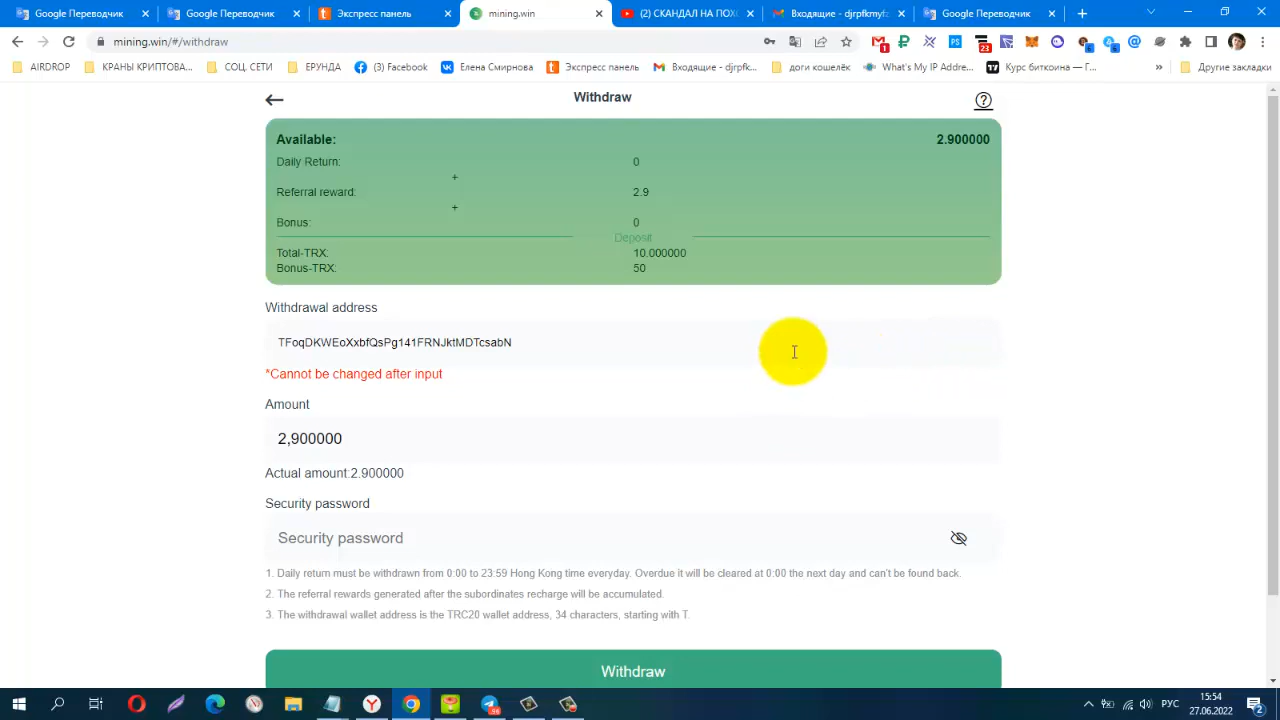 Google Переводчик
Google Переводчик
Экспресс панель
mining.win
(2) СКАНДАЛ НА ПОХО
Входящие - djrpfkmyfz
Google Переводчик
mining.win/#/withdraw
AIRDROP
КРАНЫ КРИПТОВА...
СОЦ. СЕТИ
ЕРУНДА
(3) Facebook
Елена Смирнова
Экспресс панель
Входящие - djrpfk...
доги кошелёк
What's My IP Addre...
Курс биткоина — Г...
»
Другие закладки
Withdraw
Available:
2.900000
Daily Return:
0
+
Referral reward:
2.9
+
Bonus:
0
Deposit
Total-TRX:
10.000000
Bonus-TRX:
50
Withdrawal address
TFoqDKWEoXxbfQsPg141FRNJktMDTcsabN
*Cannot be changed after input
Amount
2,900000
Actual amount:2.900000
Security password
Security password
1. Daily return must be withdrawn from 0:00 to 23:59 Hong Kong time everyday. Overdue it will be cleared at 0:00 the next day and can't be found back.
2. The referral rewards generated after the subordinates recharge will be accumulated.
3. The withdrawal wallet address is the TRC20 wallet address, 34 characters, starting with T.
Withdraw
РУС
15:54
27.06.2022